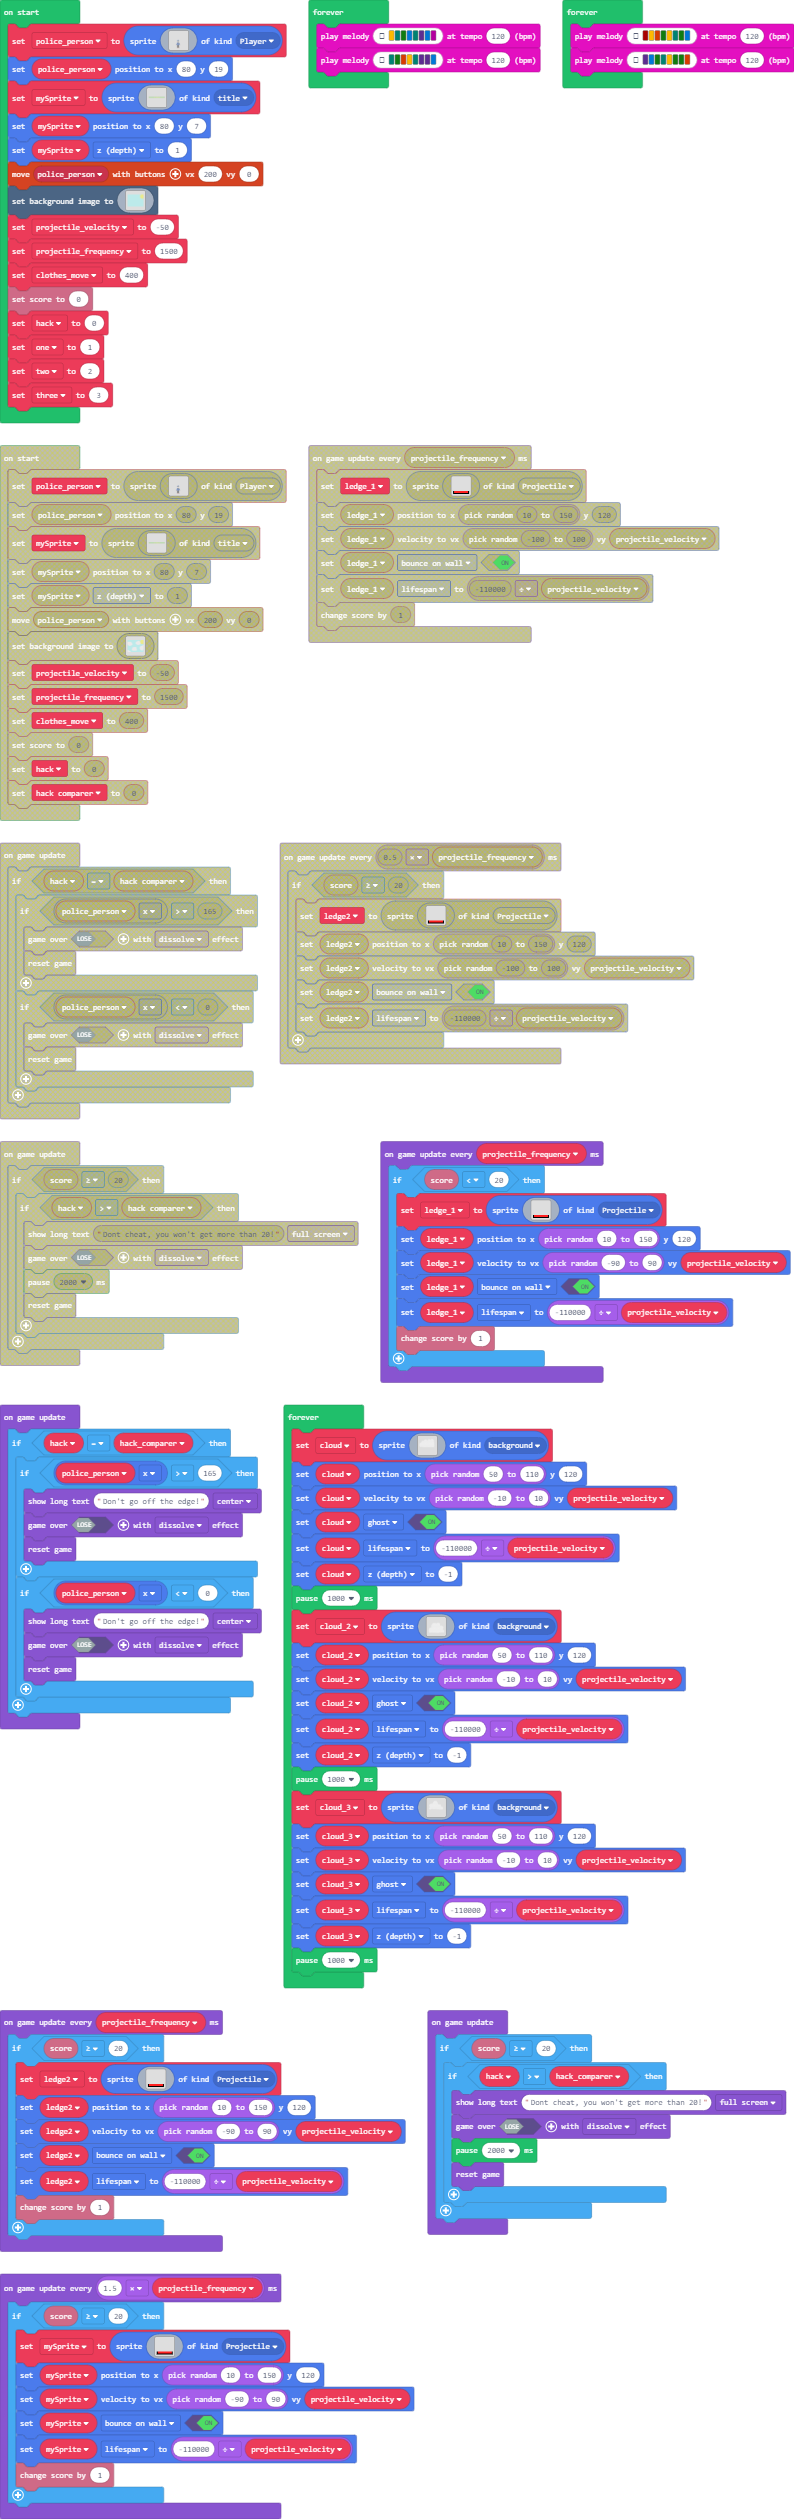 on start
set police_person to sprite of kind Player
set police_person position to x 80 y 19
set mySprite to sprite of kind title
set mySprite position to x 80 y 7
set mySprite z (depth) to 1
move police_person with buttons vx 200 vy 0
set background image to
set projectile_velocity to -50
set projectile_frequency to 1500
set clothes_move to 400
set score to 0
set hack to 0
set one to 1
set two to 2
set three to 3
forever
play melody at tempo 120 (bpm)
play melody at tempo 120 (bpm)
forever
play melody at tempo 120 (bpm)
play melody at tempo 120 (bpm)
on start
set police_person to sprite of kind Player
set police_person position to x 80 y 19
set mySprite to sprite of kind title
set mySprite position to x 80 y 7
set mySprite z (depth) to 1
move police_person with buttons vx 200 vy 0
set background image to
set projectile_velocity to -50
set projectile_frequency to 1500
set clothes_move to 400
set score to 0
set hack to 0
set hack comparer to 0
on game update every projectile_frequency ms
set ledge_1 to sprite of kind Projectile
set ledge_1 position to x pick random 10 to 150 y 120
set ledge_1 velocity to vx pick random -100 to 100 vy projectile_velocity
set ledge_1 bounce on wall ON
set ledge_1 lifespan to -110000 ÷ projectile_velocity
change score by 1
on game update
if hack = hack comparer then
if police_person x > 165 then
game over LOSE with dissolve effect
reset game
if police_person x < 0 then
game over LOSE with dissolve effect
reset game
on game update every 0.5 × projectile_frequency ms
if score ≥ 20 then
set ledge2 to sprite of kind Projectile
set ledge2 position to x pick random 10 to 150 y 120
set ledge2 velocity to vx pick random -100 to 100 vy projectile_velocity
set ledge2 bounce on wall ON
set ledge2 lifespan to -110000 ÷ projectile_velocity
on game update
if score ≥ 20 then
if hack > hack comparer then
show long text "Dont cheat, you won't get more than 20!" full screen
game over LOSE with dissolve effect
pause 2000 ms
reset game
on game update every projectile_frequency ms
if score < 20 then
set ledge_1 to sprite of kind Projectile
set ledge_1 position to x pick random 10 to 150 y 120
set ledge_1 velocity to vx pick random -90 to 90 vy projectile_velocity
set ledge_1 bounce on wall ON
set ledge_1 lifespan to -110000 ÷ projectile_velocity
change score by 1
on game update
if hack = hack_comparer then
if police_person x > 165 then
show long text "Don't go off the edge!" center
game over LOSE with dissolve effect
reset game
if police_person x < 0 then
show long text "Don't go off the edge!" center
game over LOSE with dissolve effect
reset game
forever
set cloud to sprite of kind background
set cloud position to x pick random 50 to 110 y 120
set cloud velocity to vx pick random -10 to 10 vy projectile_velocity
set cloud ghost ON
set cloud lifespan to -110000 ÷ projectile_velocity
set cloud z (depth) to -1
pause 1000 ms
set cloud_2 to sprite of kind background
set cloud_2 position to x pick random 50 to 110 y 120
set cloud_2 velocity to vx pick random -10 to 10 vy projectile_velocity
set cloud_2 ghost ON
set cloud_2 lifespan to -110000 ÷ projectile_velocity
set cloud_2 z (depth) to -1
pause 1000 ms
set cloud_3 to sprite of kind background
set cloud_3 position to x pick random 50 to 110 y 120
set cloud_3 velocity to vx pick random -10 to 10 vy projectile_velocity
set cloud_3 ghost ON
set cloud_3 lifespan to -110000 ÷ projectile_velocity
set cloud_3 z (depth) to -1
pause 1000 ms
on game update every projectile_frequency ms
if score ≥ 20 then
set ledge2 to sprite of kind Projectile
set ledge2 position to x pick random 10 to 150 y 120
set ledge2 velocity to vx pick random -90 to 90 vy projectile_velocity
set ledge2 bounce on wall ON
set ledge2 lifespan to -110000 ÷ projectile_velocity
change score by 1
on game update
if score ≥ 20 then
if hack > hack_comparer then
show long text "Dont cheat, you won't get more than 20!" full screen
game over LOSE with dissolve effect
pause 2000 ms
reset game
on game update every 1.5 × projectile_frequency ms
if score ≥ 20 then
set mySprite to sprite of kind Projectile
set mySprite position to x pick random 10 to 150 y 120
set mySprite velocity to vx pick random -90 to 90 vy projectile_velocity
set mySprite bounce on wall ON
set mySprite lifespan to -110000 ÷ projectile_velocity
change score by 1